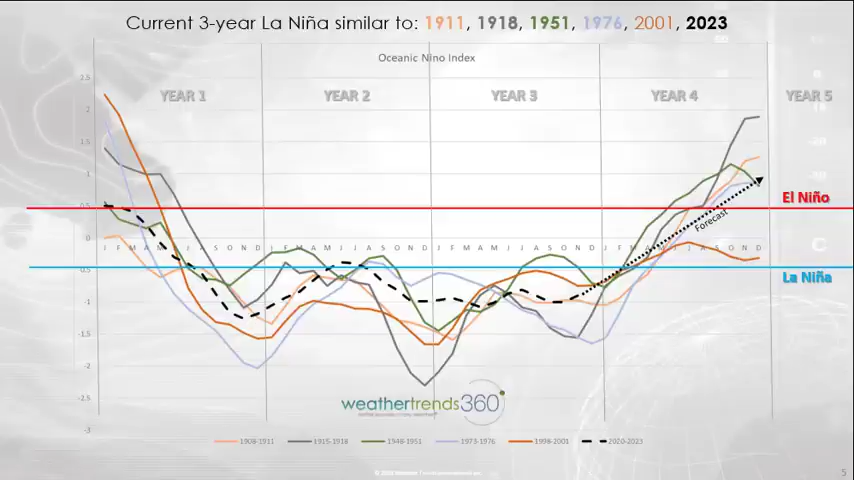 Current 3-year La Niña similar to: 1911, 1918, 1951, 1976, 2001, 2023
Oceanic Nino Index
YEAR 1 YEAR 2 YEAR 3 YEAR 4 YEAR 5
2.5
2
1.5
1
0.5
0
-0.5
-1
-1.5
-2
-2.5
-3
El Niño
La Niña
Forecast
J F M A M J J A S O N D J F M A M J J A S O N D J F M A M J J A S O N D J F M A M J J A S O N D
weathertrends360°
1908-1911 1915-1918 1948-1951 1973-1976 1998-2001 2020-2023
5